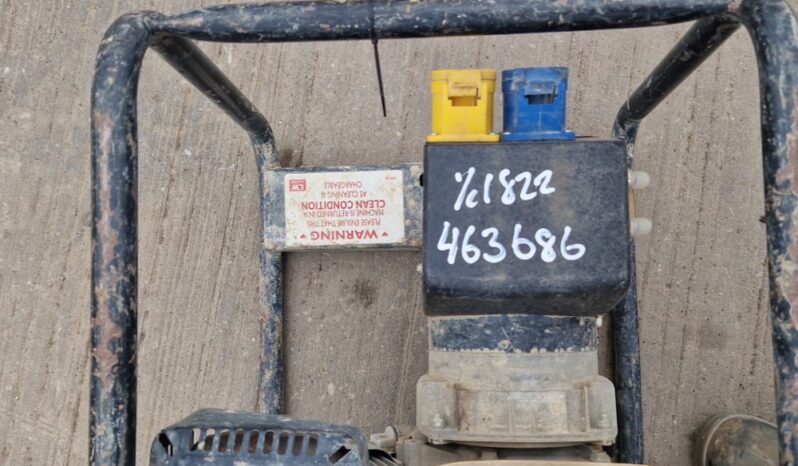 %1822
463686
WARNING
PLEASE ENSURE THAT THIS
MACHINE IS RETURNED IN A
CLEAN CONDITION
AS CLEANING IS
CHARGEABLE